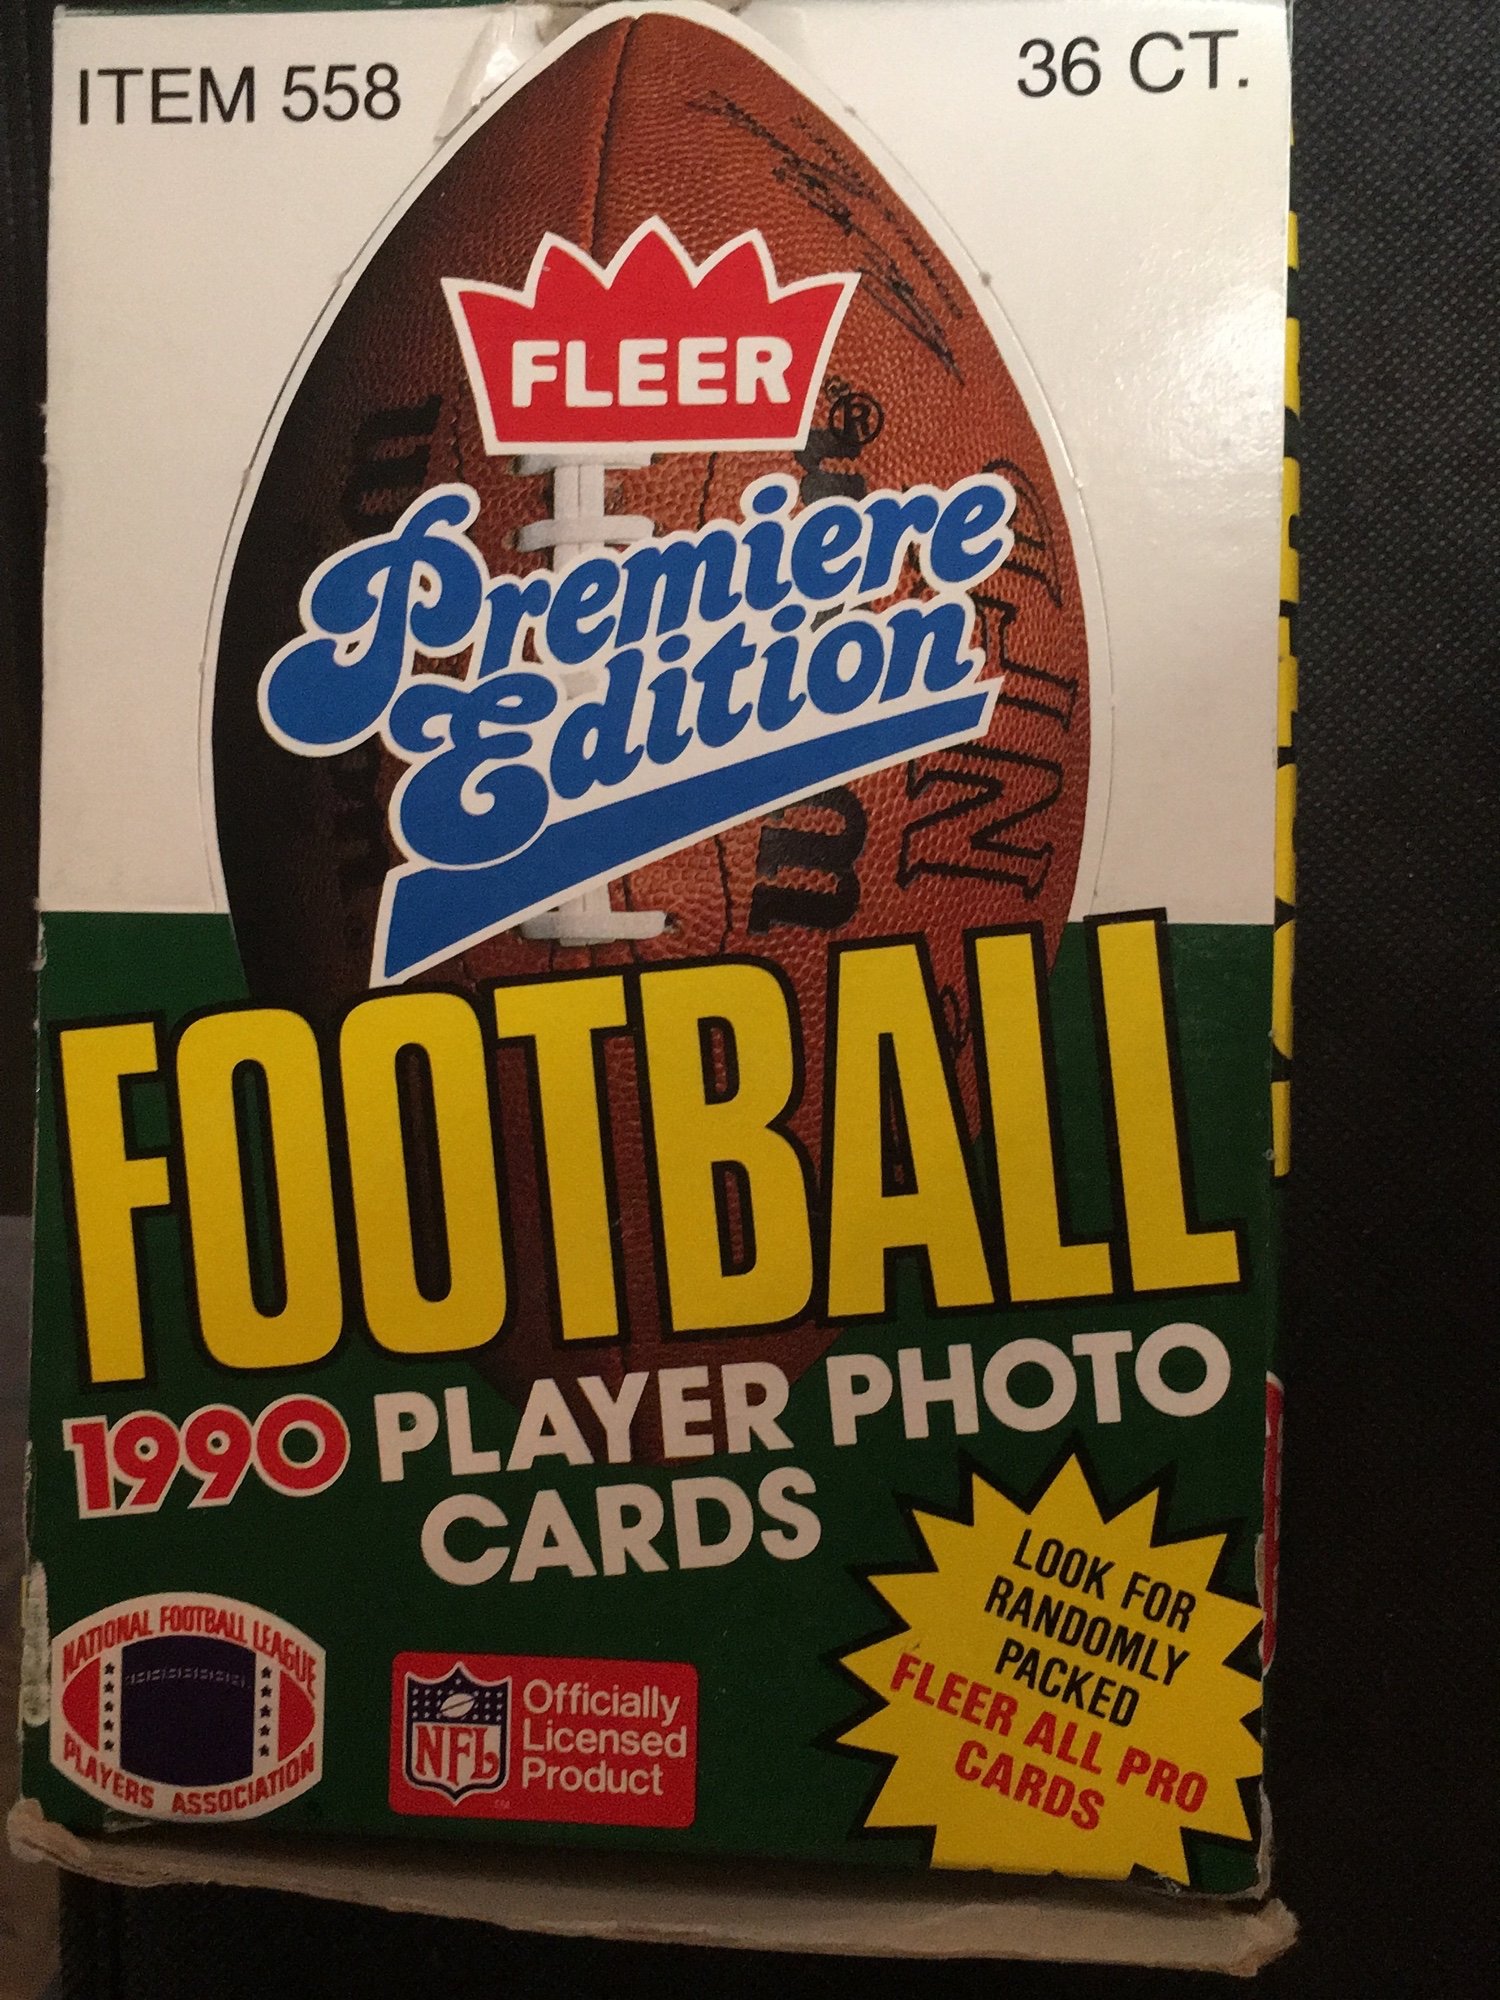 ITEM 558
36 CT.
FLEER
®
Premiere
Edition
FOOTBALL
1990 PLAYER PHOTO
CARDS
LOOK FOR
RANDOMLY
PACKED
FLEER ALL PRO
CARDS
NATIONAL FOOTBALL LEAGUE
PLAYERS ASSOCIATION
NFL
Officially
Licensed
Product